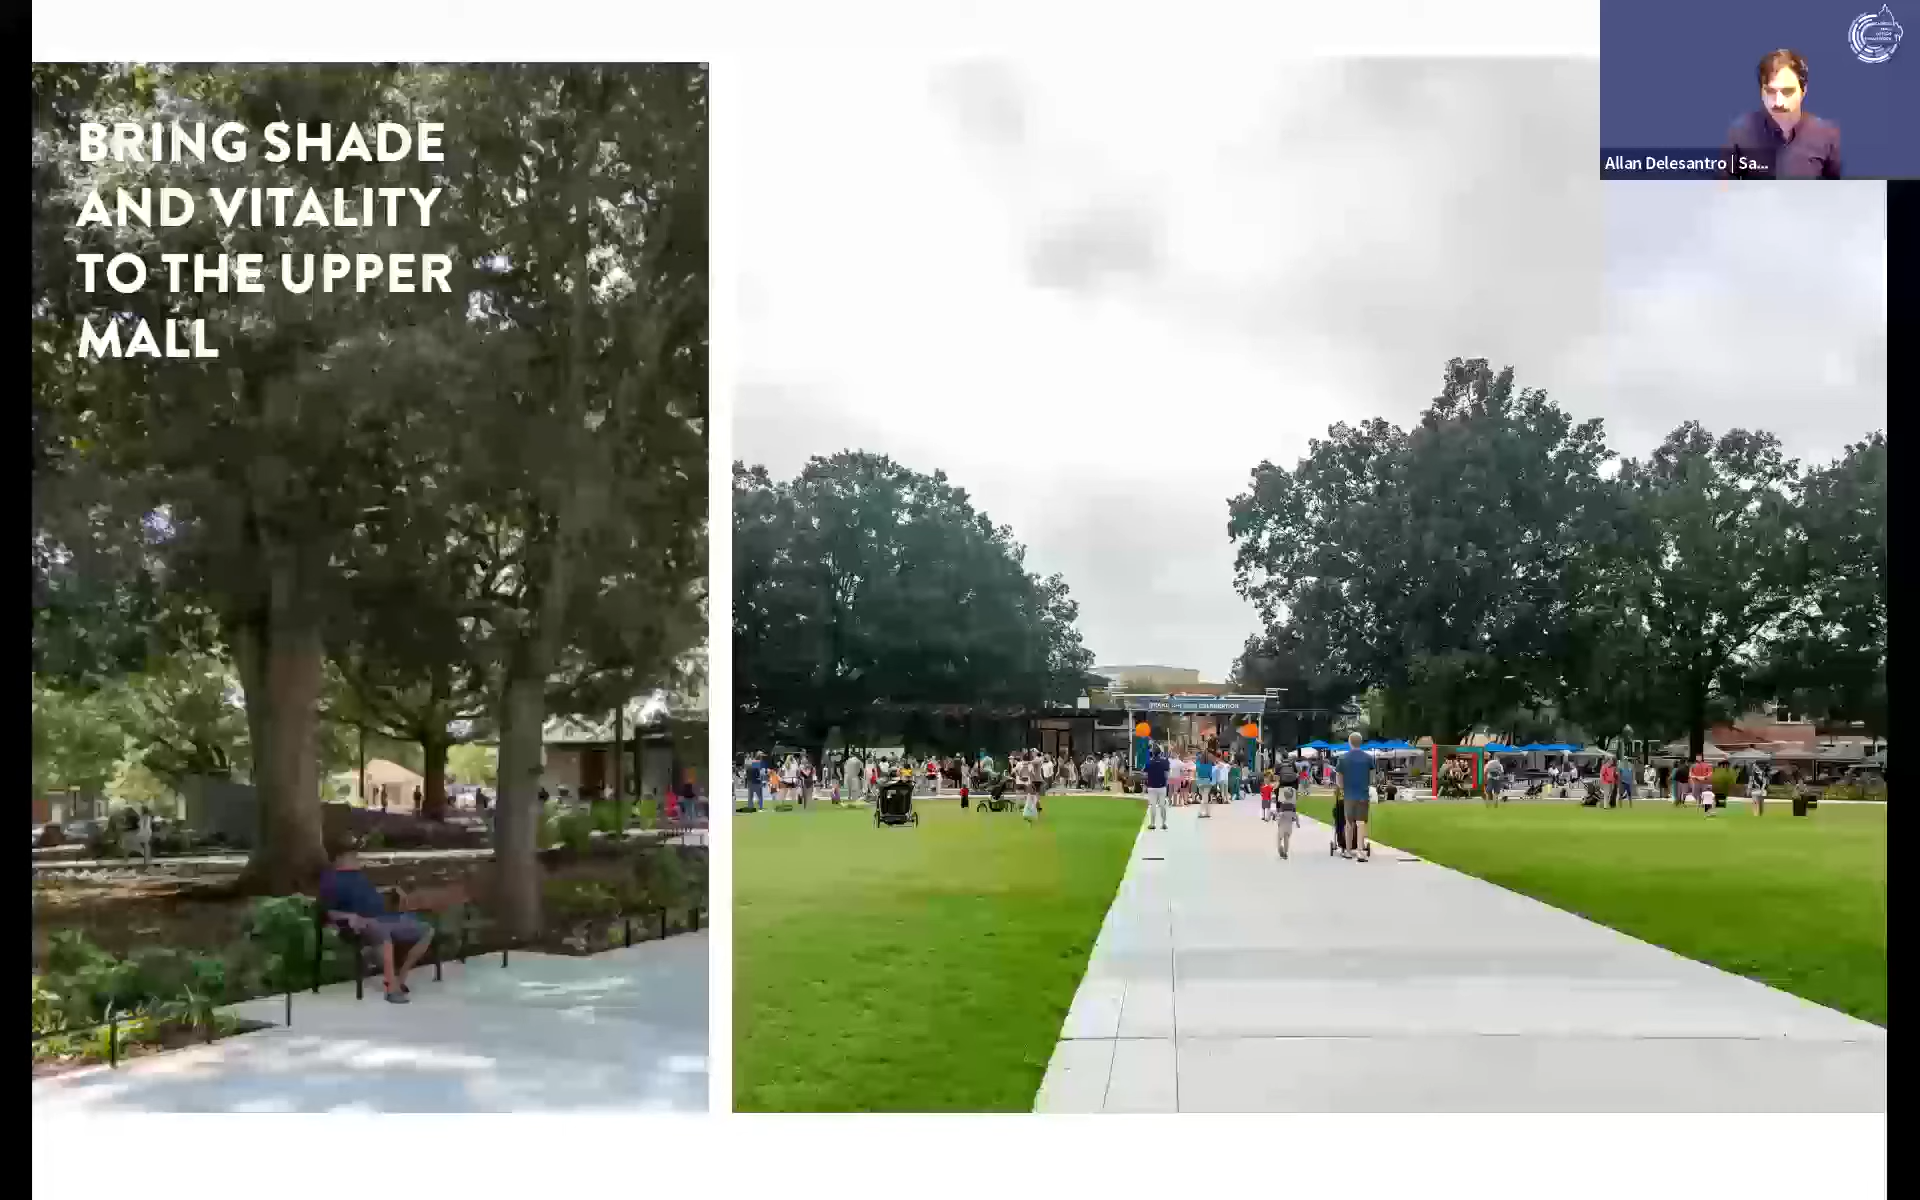 BRING SHADE
AND VITALITY
TO THE UPPER
MALL
Allan Delesantro | Sa...